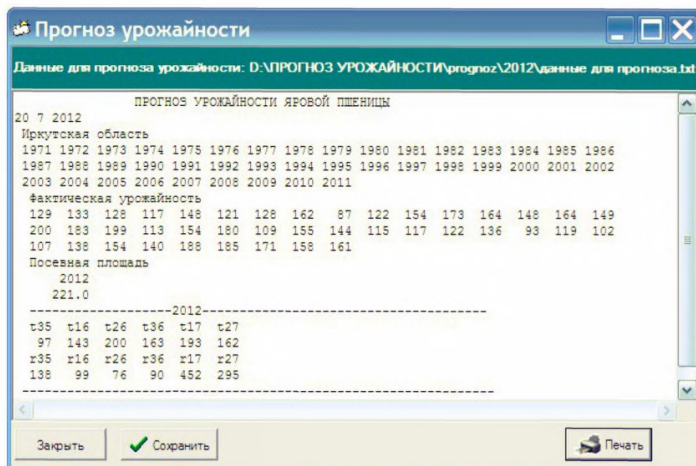 Прогноз урожайности
Данные для прогноза урожайности: D:\ПРОГНОЗ УРОЖАЙНОСТИ\prognoz\2012\данные для прогноза.txt
ПРОГНОЗ УРОЖАЙНОСТИ ЯРОВОЙ ПШЕНИЦЫ
20 7 2012
Иркутская область
1971 1972 1973 1974 1975 1976 1977 1978 1979 1980 1981 1982 1983 1984 1985 1986
1987 1988 1989 1990 1991 1992 1993 1994 1995 1996 1997 1998 1999 2000 2001 2002
2003 2004 2005 2006 2007 2008 2009 2010 2011
Фактическая урожайность
129 133 128 117 148 121 128 162 87 122 154 173 164 148 164 149
200 183 199 113 154 180 109 155 144 115 117 122 136 93 119 102
107 138 154 140 188 185 171 158 161
Посевная площадь
2012
221.0
--------------------2012----------------------------------------
t35 t16 t26 t36 t17 t27
97 143 200 163 193 162
r35 r16 r26 r36 r17 r27
138 99 76 90 452 295
------------------------------------------------------------------
Закрыть Сохранить Печать